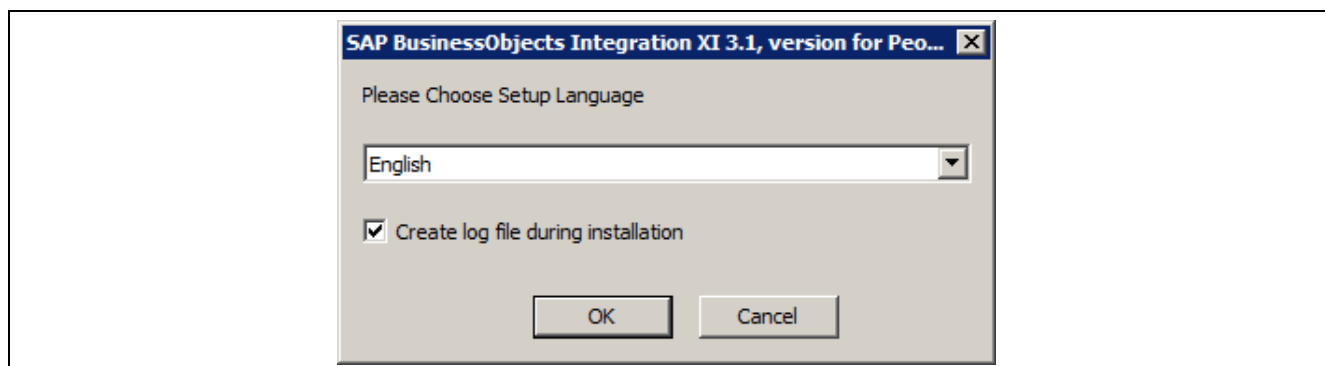 SAP BusinessObjects Integration XI 3.1, version for Peo...
Please Choose Setup Language
English
Create log file during installation
OK Cancel